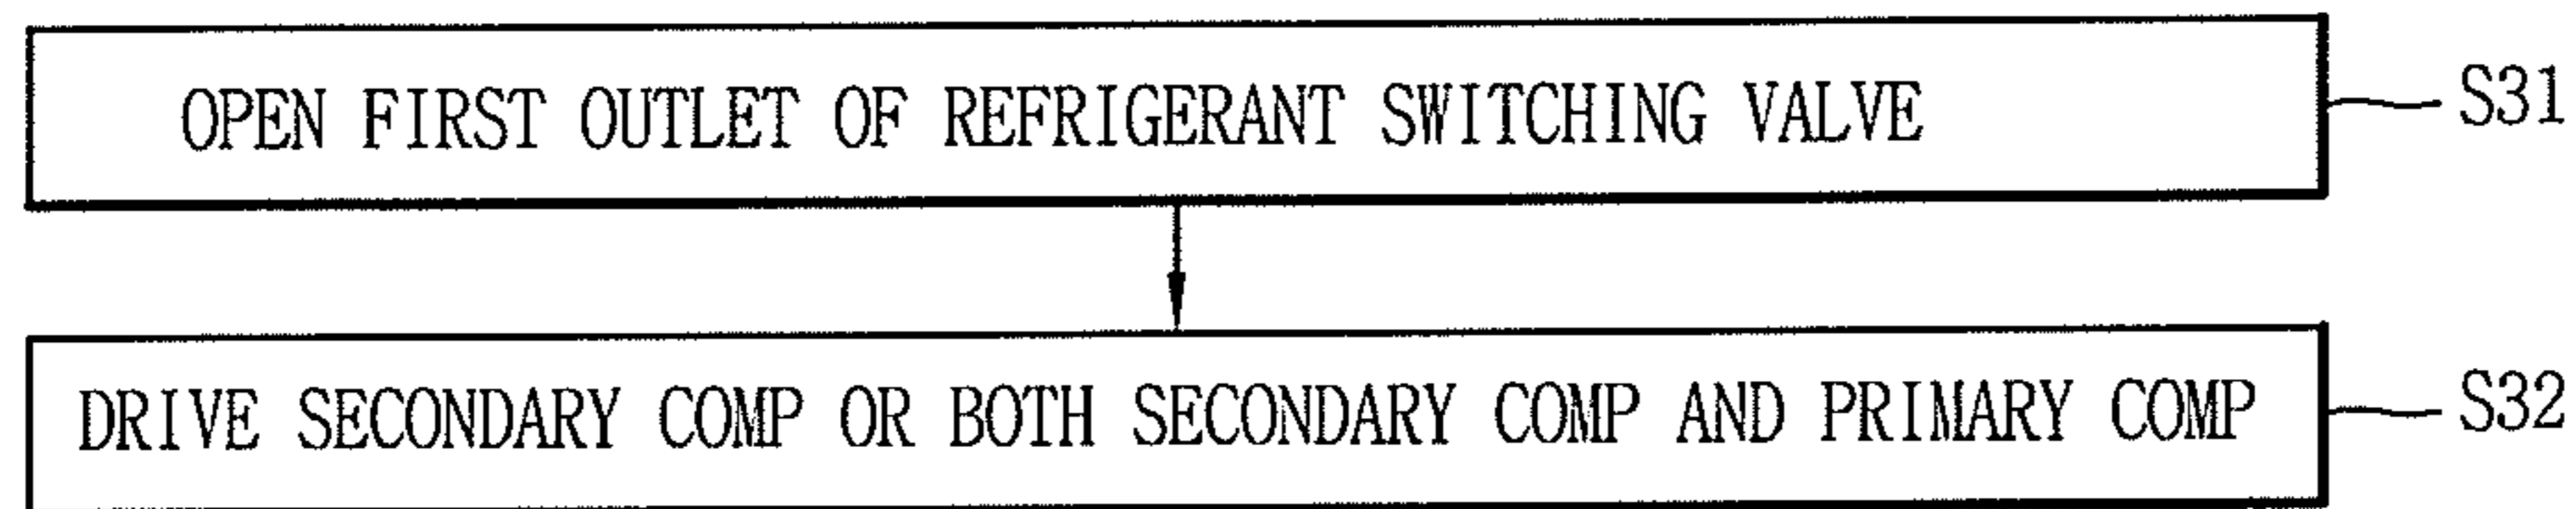 OPEN FIRST OUTLET OF REFRIGERANT SWITCHING VALVE S31
DRIVE SECONDARY COMP OR BOTH SECONDARY COMP AND PRIMARY COMP S32